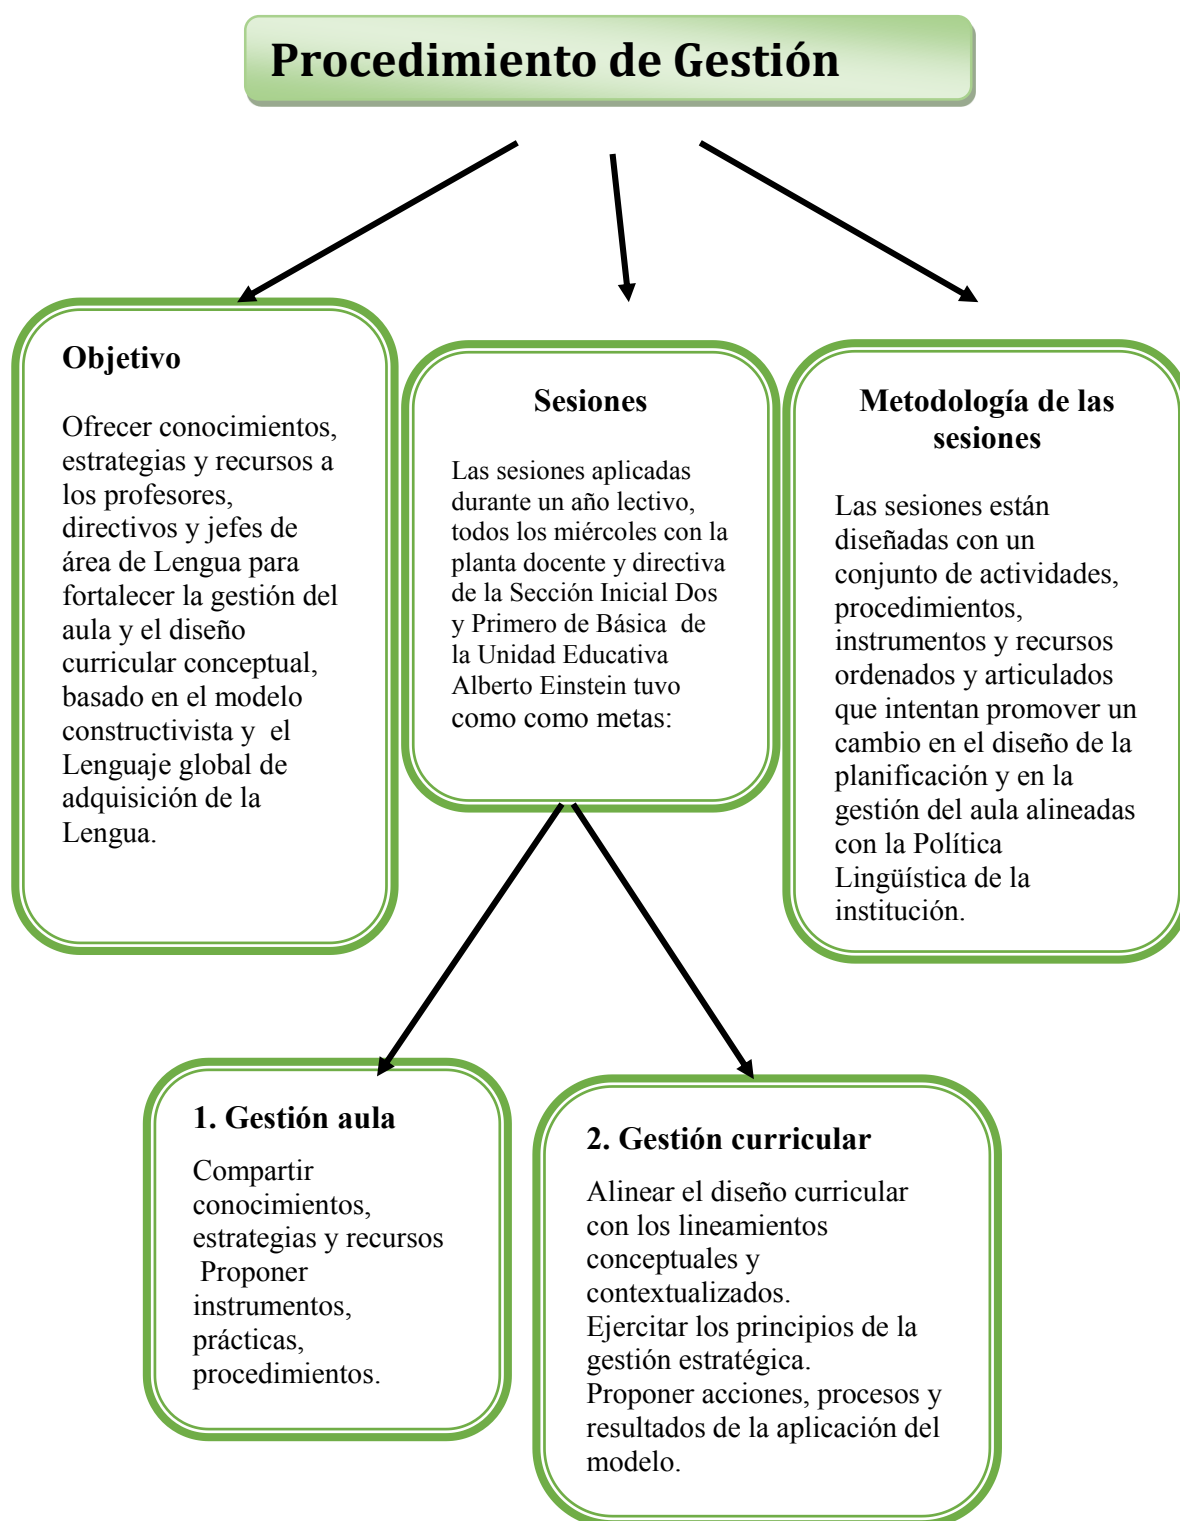 Procedimiento de Gestión
Objetivo
Ofrecer conocimientos,
estrategias y recursos a
los profesores,
directivos y jefes de
área de Lengua para
fortalecer la gestión del
aula y el diseño
curricular conceptual,
basado en el modelo
constructivista y  el
Lenguaje global de
adquisición de la
Lengua.
Sesiones
Las sesiones aplicadas
durante un año lectivo,
todos los miércoles con la
planta docente y directiva
de la Sección Inicial Dos
y Primero de Básica  de
la Unidad Educativa
Alberto Einstein tuvo
como como metas:
Metodología de las
sesiones
Las sesiones están
diseñadas con un
conjunto de actividades,
procedimientos,
instrumentos y recursos
ordenados y articulados
que intentan promover un
cambio en el diseño de la
planificación y en la
gestión del aula alineadas
con la Política
Lingüística de la
institución.
1. Gestión aula
Compartir
conocimientos,
estrategias y recursos
Proponer
instrumentos,
prácticas,
procedimientos.
2. Gestión curricular
Alinear el diseño curricular
con los lineamientos
conceptuales y
contextualizados.
Ejercitar los principios de la
gestión estratégica.
Proponer acciones, procesos y
resultados de la aplicación del
modelo.